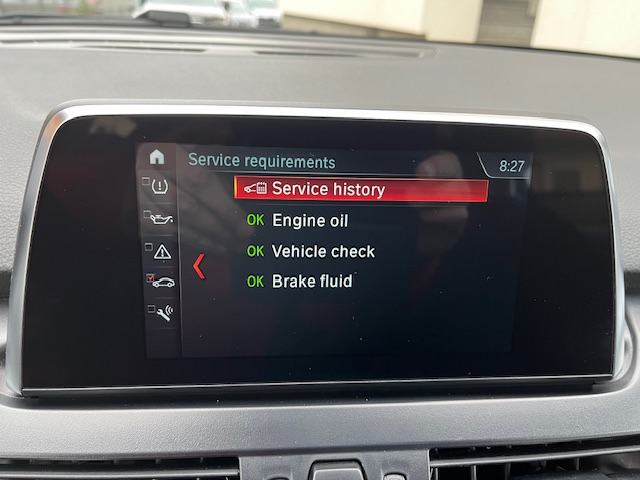 Service requirements
8:27
Service history
OK Engine oil
OK Vehicle check
OK Brake fluid